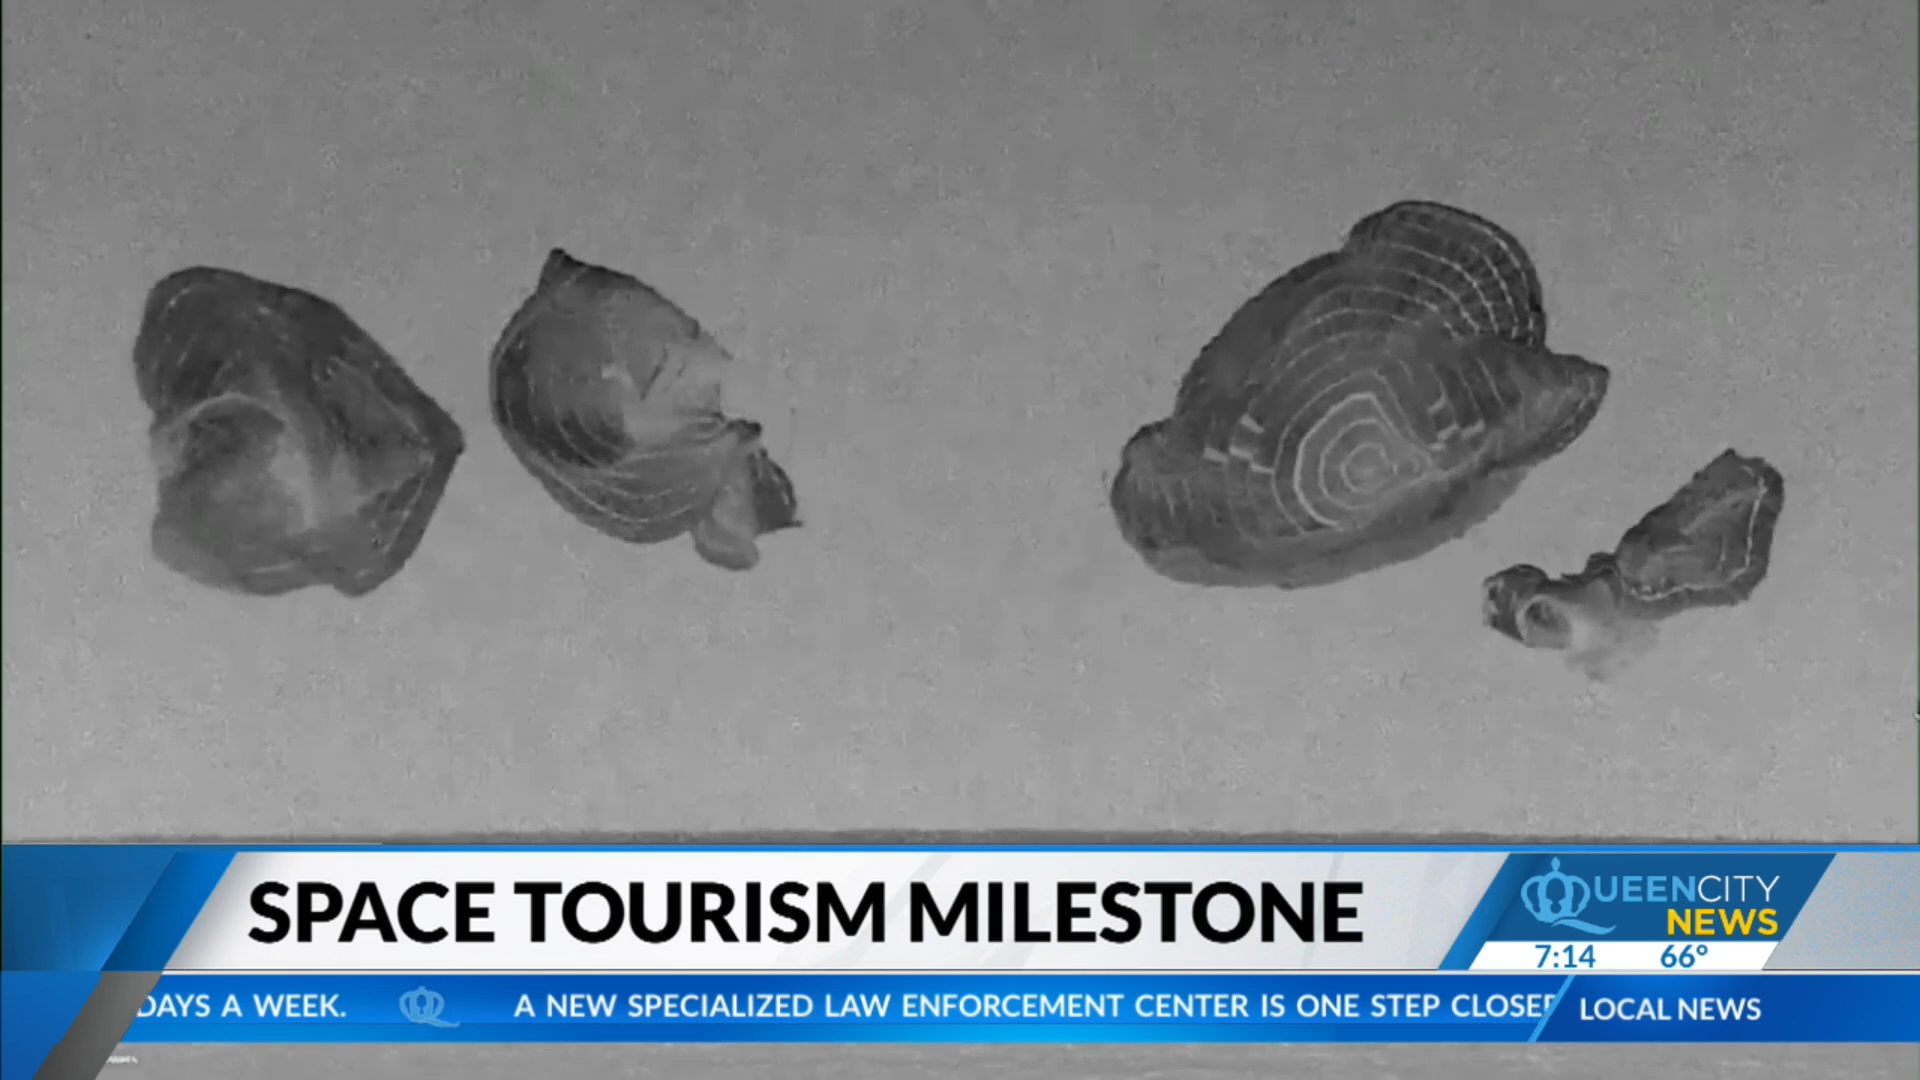 SPACE TOURISM MILESTONE
QUEENCITY
NEWS
7:14 66°
DAYS A WEEK. A NEW SPECIALIZED LAW ENFORCEMENT CENTER IS ONE STEP CLOSER
LOCAL NEWS